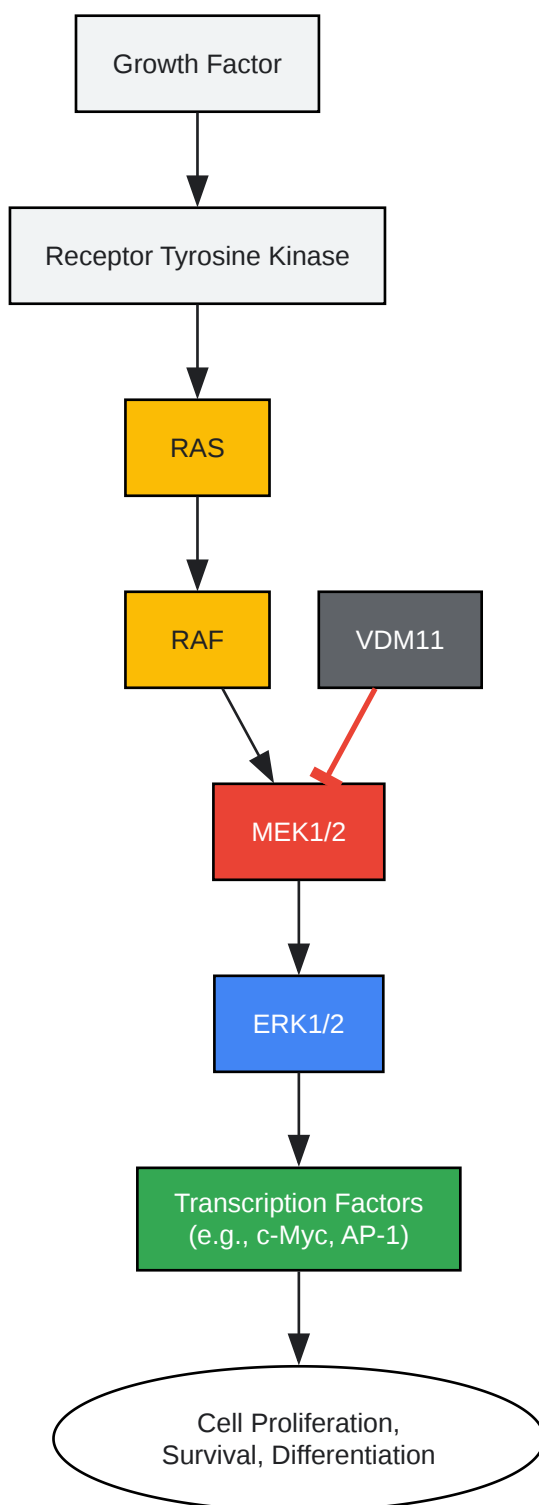 Growth Factor
Receptor Tyrosine Kinase
RAS
RAF
VDM11
MEK1/2
ERK1/2
Transcription Factors
(e.g., c-Myc, AP-1)
Cell Proliferation,
Survival, Differentiation